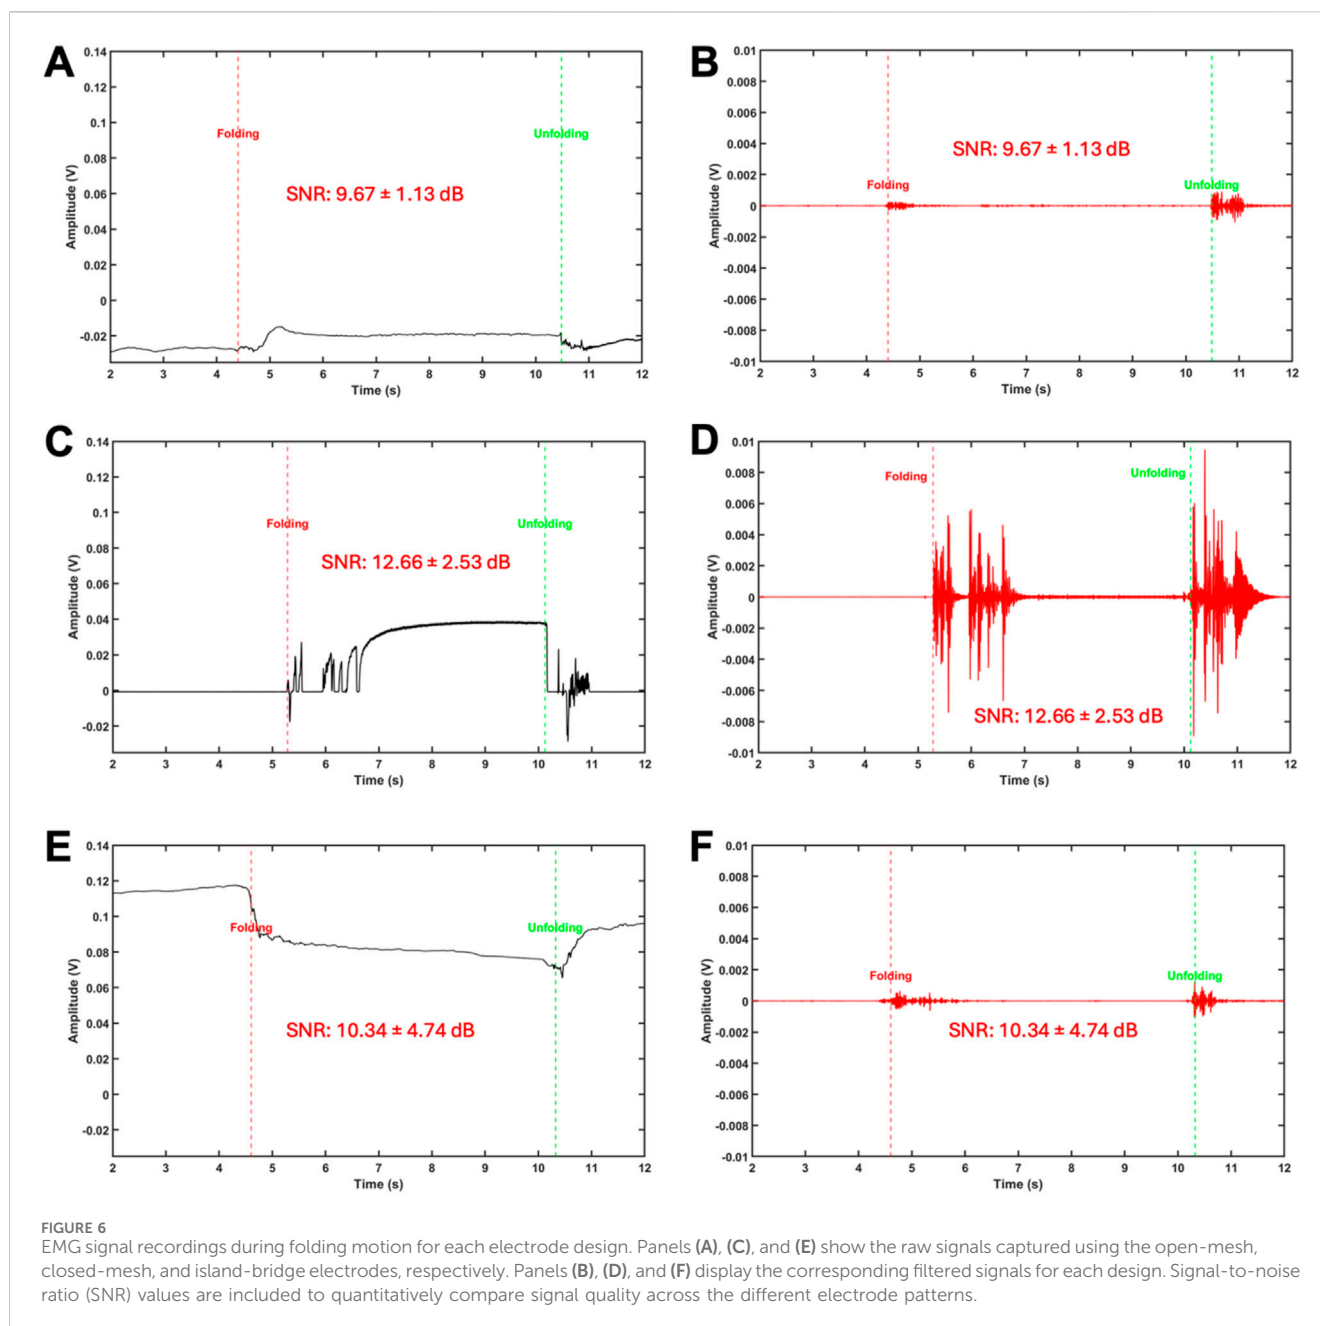 A
0.14
0.12
0.1
0.08
0.06
0.04
0.02
0
-0.02
Amplitude (V)
Folding
Unfolding
SNR: 9.67 ± 1.13 dB
2 3 4 5 6 7 8 9 10 11 12
Time (s)
B
0.01
0.008
0.006
0.004
0.002
0
-0.002
-0.004
-0.006
-0.008
-0.01
Amplitude (V)
SNR: 9.67 ± 1.13 dB
Folding
Unfolding
2 3 4 5 6 7 8 9 10 11 12
Time (s)
C
0.14
0.12
0.1
0.08
0.06
0.04
0.02
0
-0.02
Amplitude (V)
Folding
Unfolding
SNR: 12.66 ± 2.53 dB
2 3 4 5 6 7 8 9 10 11 12
Time (s)
D
0.01
0.008
0.006
0.004
0.002
0
-0.002
-0.004
-0.006
-0.008
-0.01
Amplitude (V)
Folding
Unfolding
SNR: 12.66 ± 2.53 dB
2 3 4 5 6 7 8 9 10 11 12
Time (s)
E
0.14
0.12
0.1
0.08
0.06
0.04
0.02
0
-0.02
Amplitude (V)
Folding
Unfolding
SNR: 10.34 ± 4.74 dB
2 3 4 5 6 7 8 9 10 11 12
Time (s)
F
0.01
0.008
0.006
0.004
0.002
0
-0.002
-0.004
-0.006
-0.008
-0.01
Amplitude (V)
Folding
Unfolding
SNR: 10.34 ± 4.74 dB
2 3 4 5 6 7 8 9 10 11 12
Time (s)
FIGURE 6
EMG signal recordings during folding motion for each electrode design. Panels (A), (C), and (E) show the raw signals captured using the open-mesh,
closed-mesh, and island-bridge electrodes, respectively. Panels (B), (D), and (F) display the corresponding filtered signals for each design. Signal-to-noise
ratio (SNR) values are included to quantitatively compare signal quality across the different electrode patterns.